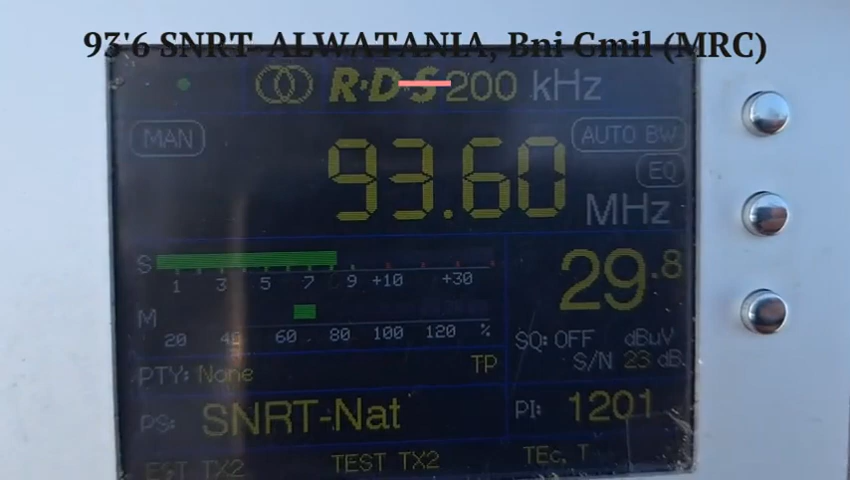 93'6 SNRT-ALWATANIA, Bni Gmil (MRC)
R·D·S 200 kHz
MAN 93.60 AUTO BW
EQ
MHz
S 1 3 5 7 9 +10 +30 29.8
M 20 40 60 80 100 120 % SQ: OFF dBuV
S/N 23 dB
PTY: None TP
PS: SNRT-Nat PI: 1201
EST TX2 TEST TX2 TEc. T